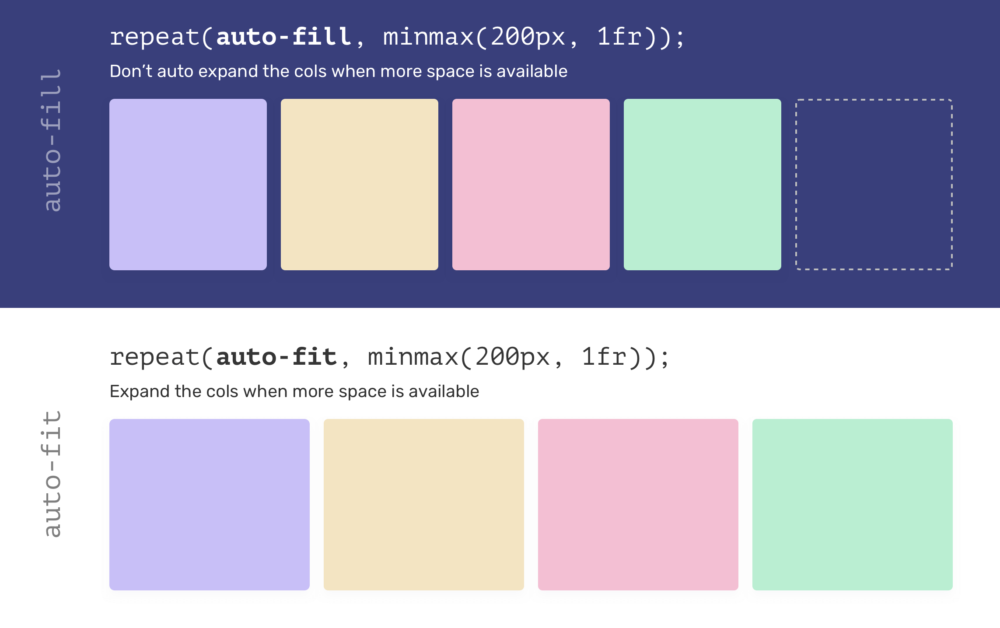 repeat(auto-fill, minmax(200px, 1fr));
Don’t auto expand the cols when more space is available
auto-fill
repeat(auto-fit, minmax(200px, 1fr));
Expand the cols when more space is available
auto-fit